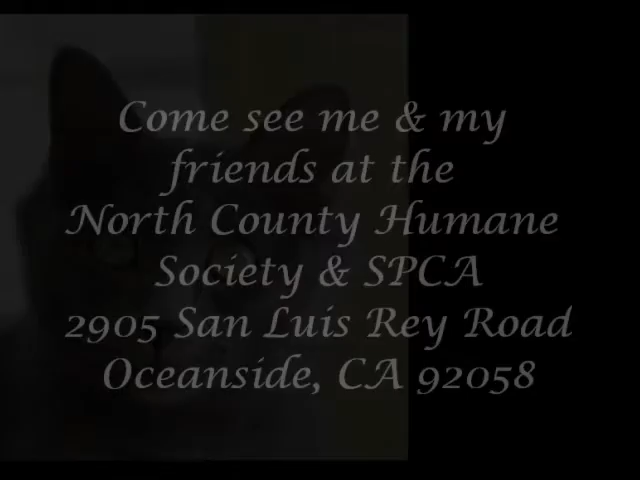 Come see me & my
friends at the
North County Humane
Society & SPCA
2905 San Luis Rey Road
Oceanside, CA 92058